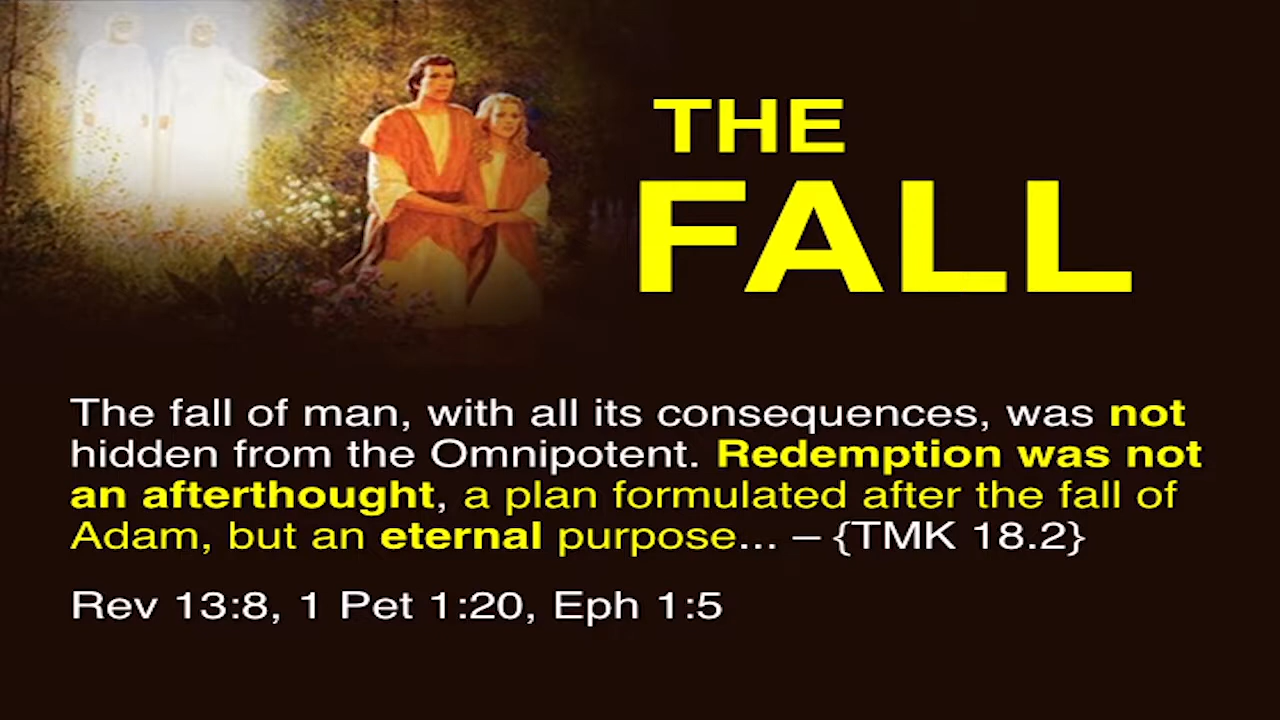 THE
FALL
The fall of man, with all its consequences, was not
hidden from the Omnipotent. Redemption was not
an afterthought, a plan formulated after the fall of
Adam, but an eternal purpose... – {TMK 18.2}
Rev 13:8, 1 Pet 1:20, Eph 1:5